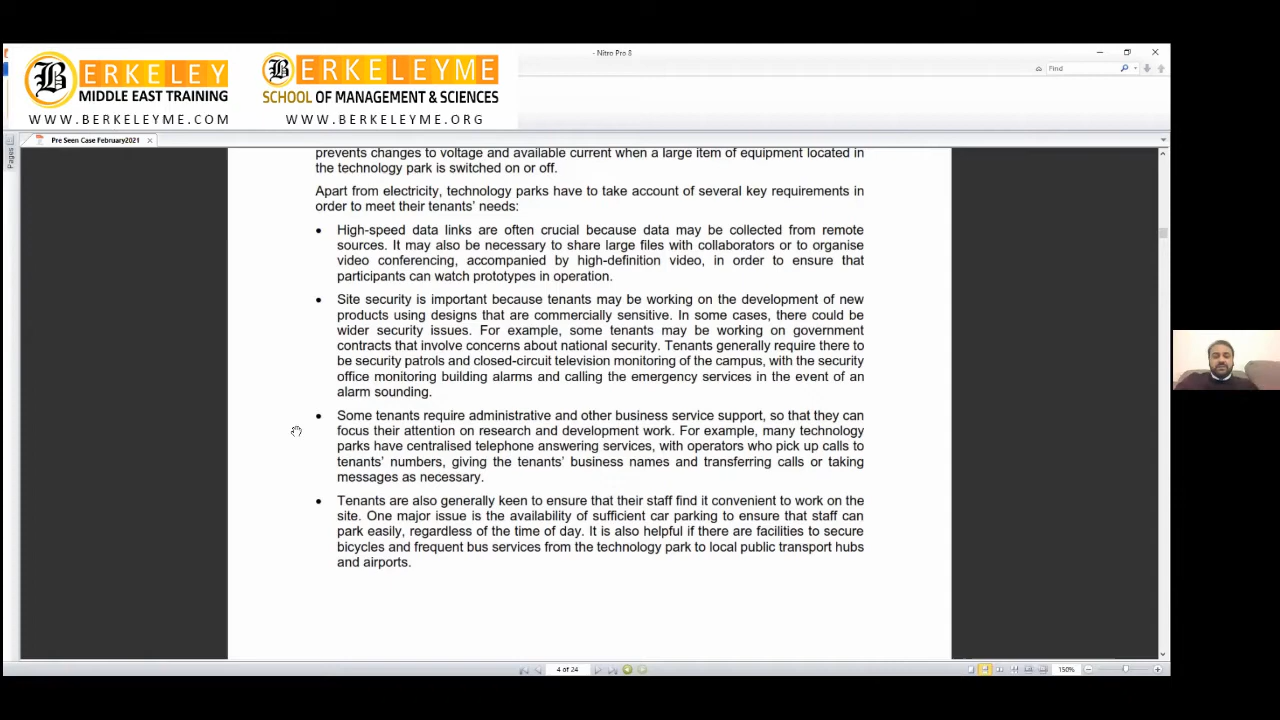 BERKELEY
MIDDLE EAST TRAINING
WWW.BERKELEYME.COM
BERKELEYME
SCHOOL OF MANAGEMENT & SCIENCES
WWW.BERKELEYME.ORG
- Nitro Pro 8
Find
Pre Seen Case February2021
Pages
prevents changes to voltage and available current when a large item of equipment located in
the technology park is switched on or off.
Apart from electricity, technology parks have to take account of several key requirements in
order to meet their tenants' needs:
• High-speed data links are often crucial because data may be collected from remote
sources. It may also be necessary to share large files with collaborators or to organise
video conferencing, accompanied by high-definition video, in order to ensure that
participants can watch prototypes in operation.
• Site security is important because tenants may be working on the development of new
products using designs that are commercially sensitive. In some cases, there could be
wider security issues. For example, some tenants may be working on government
contracts that involve concerns about national security. Tenants generally require there to
be security patrols and closed-circuit television monitoring of the campus, with the security
office monitoring building alarms and calling the emergency services in the event of an
alarm sounding.
• Some tenants require administrative and other business service support, so that they can
focus their attention on research and development work. For example, many technology
parks have centralised telephone answering services, with operators who pick up calls to
tenants' numbers, giving the tenants' business names and transferring calls or taking
messages as necessary.
• Tenants are also generally keen to ensure that their staff find it convenient to work on the
site. One major issue is the availability of sufficient car parking to ensure that staff can
park easily, regardless of the time of day. It is also helpful if there are facilities to secure
bicycles and frequent bus services from the technology park to local public transport hubs
and airports.
4 of 24
150%